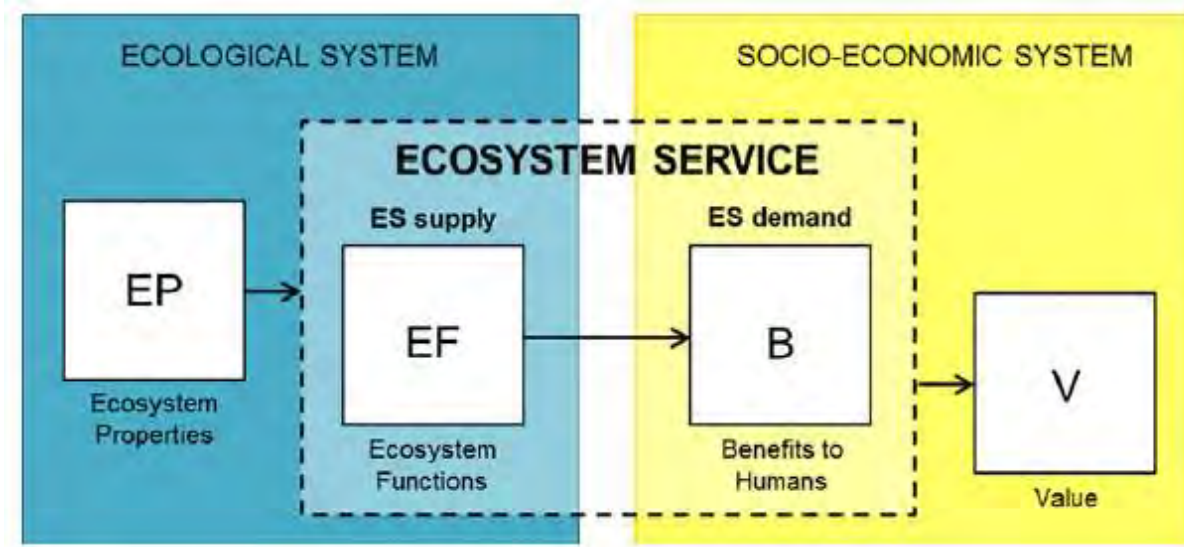 ECOLOGICAL SYSTEM
SOCIO-ECONOMIC SYSTEM
ECOSYSTEM SERVICE
ES supply
ES demand
EP
EF
B
V
Ecosystem
Properties
Ecosystem
Functions
Benefits to
Humans
Value